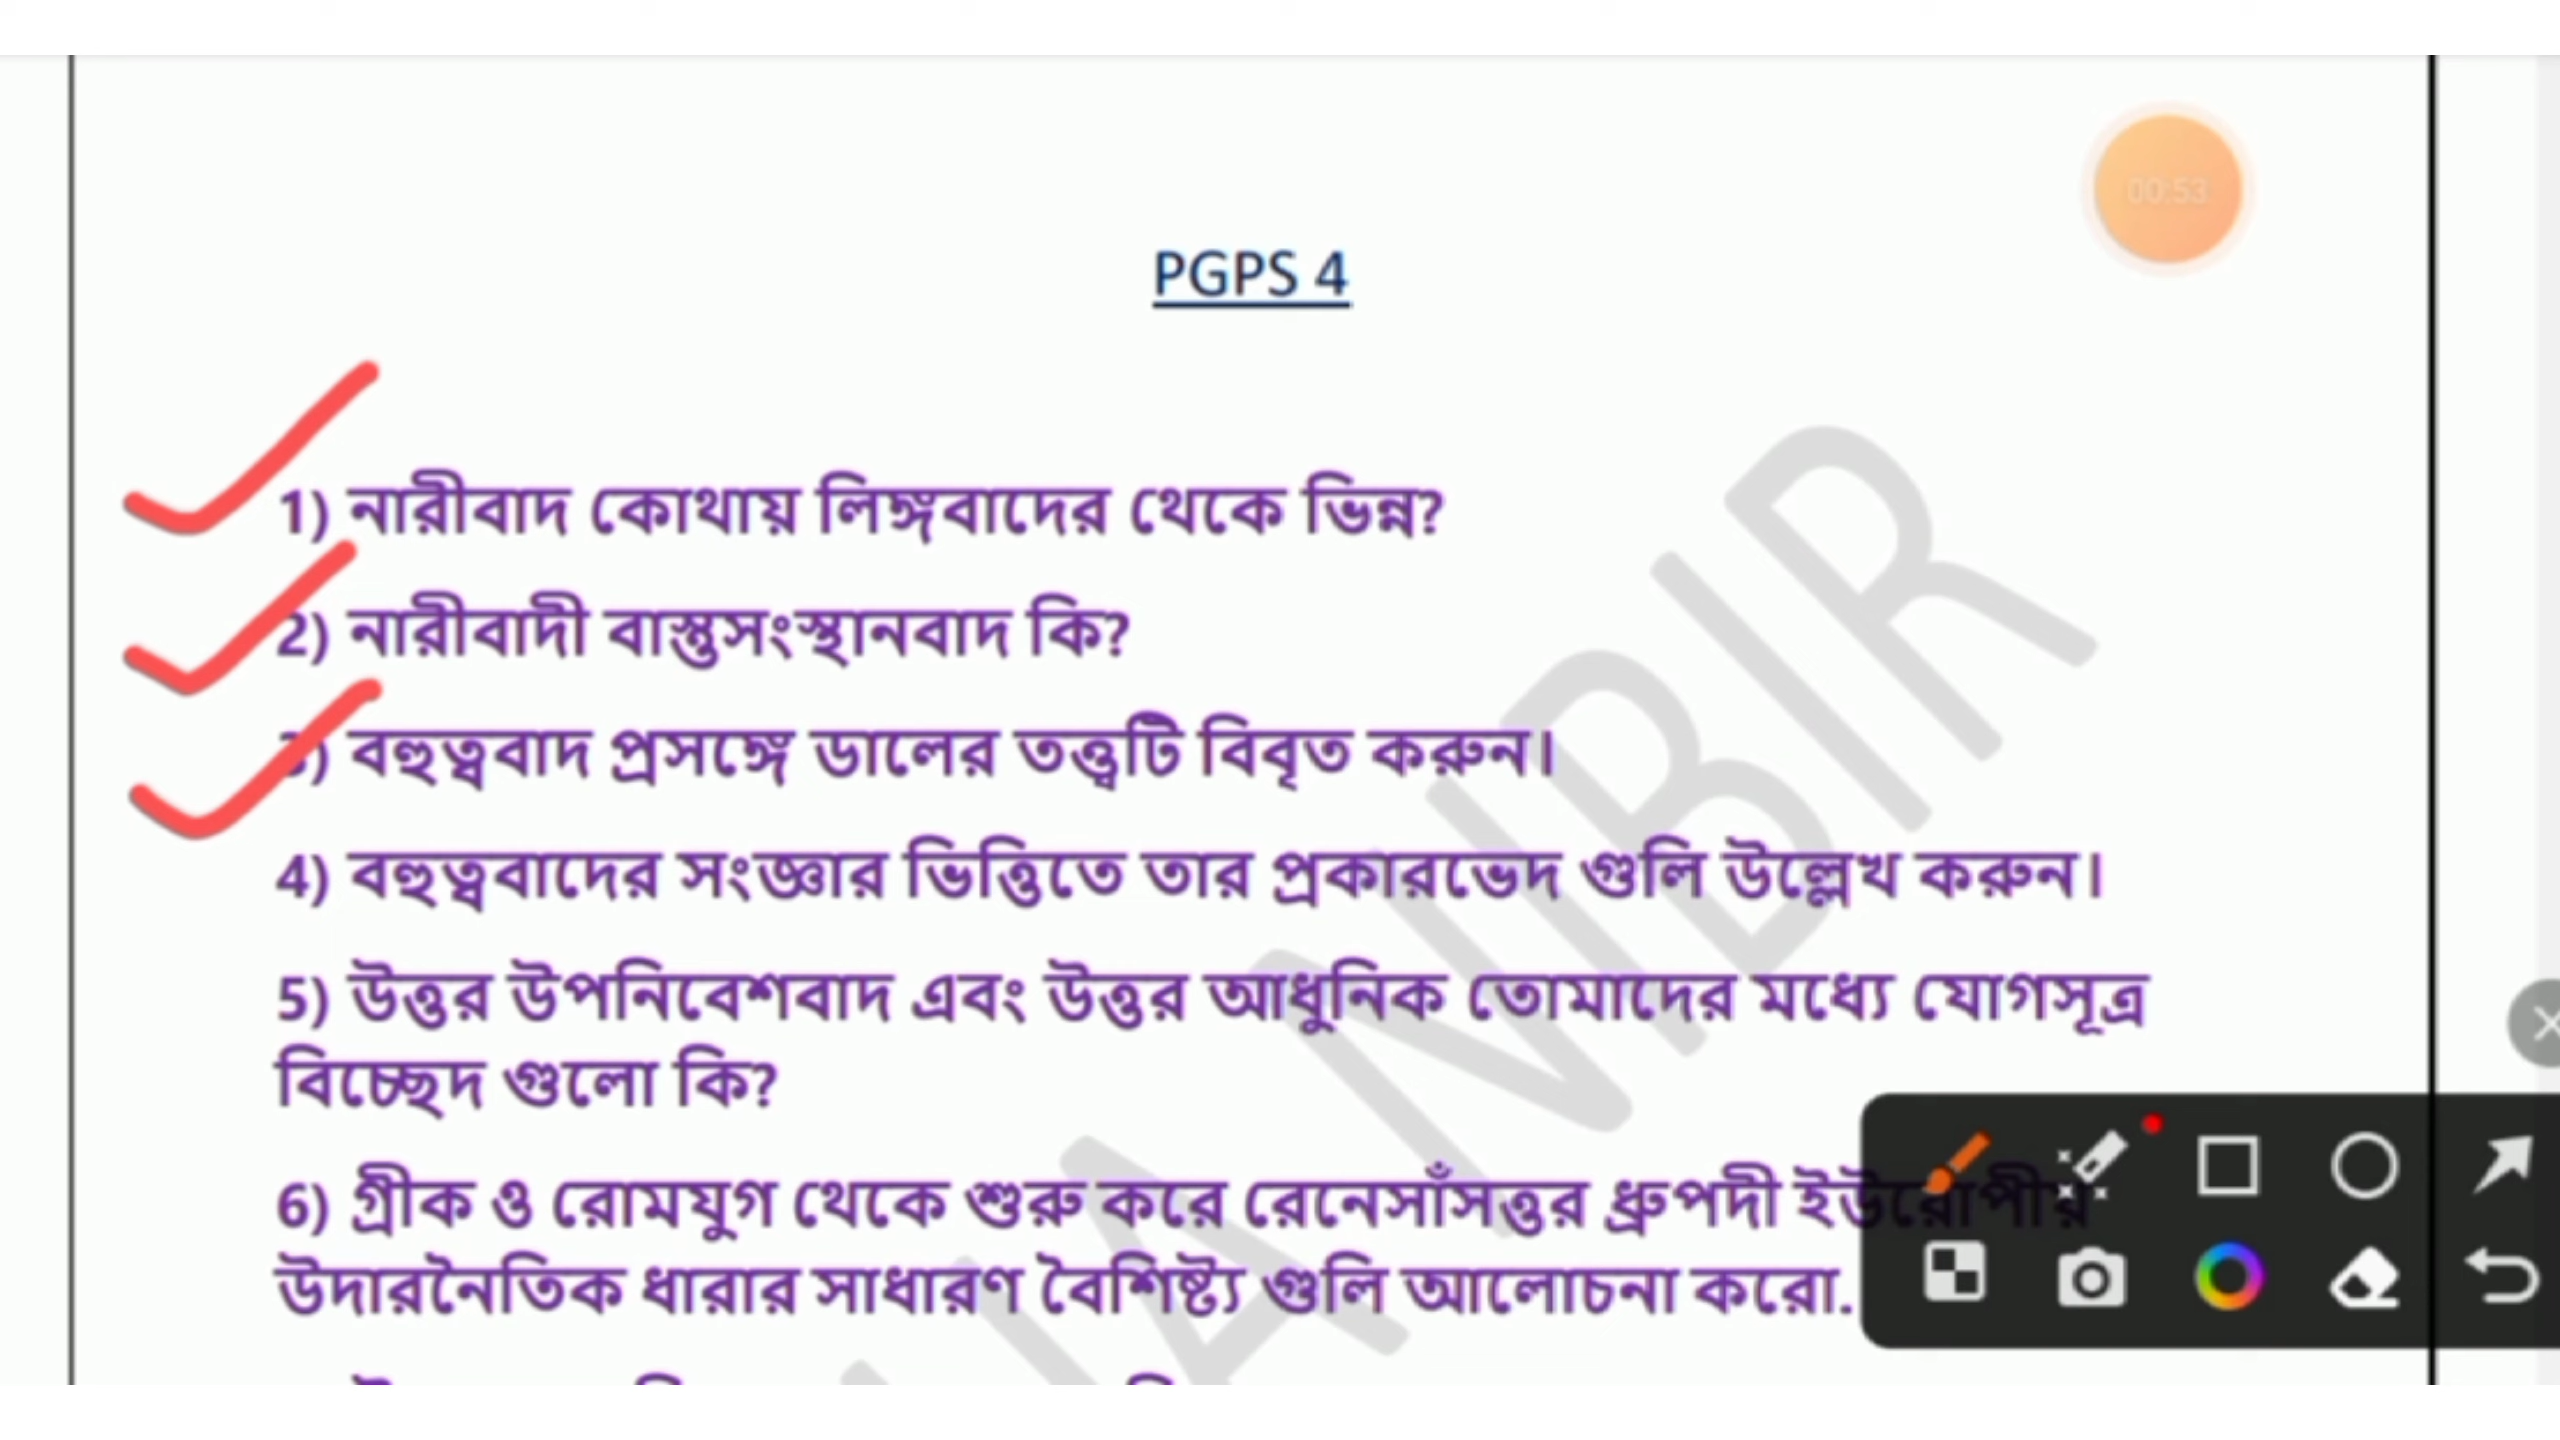 00:53
PGPS 4
1) নারীবাদ কোথায় লিঙ্গবাদের থেকে ভিন্ন?
2) নারীবাদী বাস্তুসংস্থানবাদ কি?
3) বহুত্ববাদ প্রসঙ্গে ডালের তত্ত্বটি বিবৃত করুন।
4) বহুত্ববাদের সংজ্ঞার ভিত্তিতে তার প্রকারভেদ গুলি উল্লেখ করুন।
5) উত্তর উপনিবেশবাদ এবং উত্তর আধুনিক তোমাদের মধ্যে যোগসূত্র
বিচ্ছেদ গুলো কি?
6) গ্রীক ও রোমযুগ থেকে শুরু করে রেনেসাঁসত্তর ধ্রুপদী ইউরোপীয়
উদারনৈতিক ধারার সাধারণ বৈশিষ্ট্য গুলি আলোচনা করো.